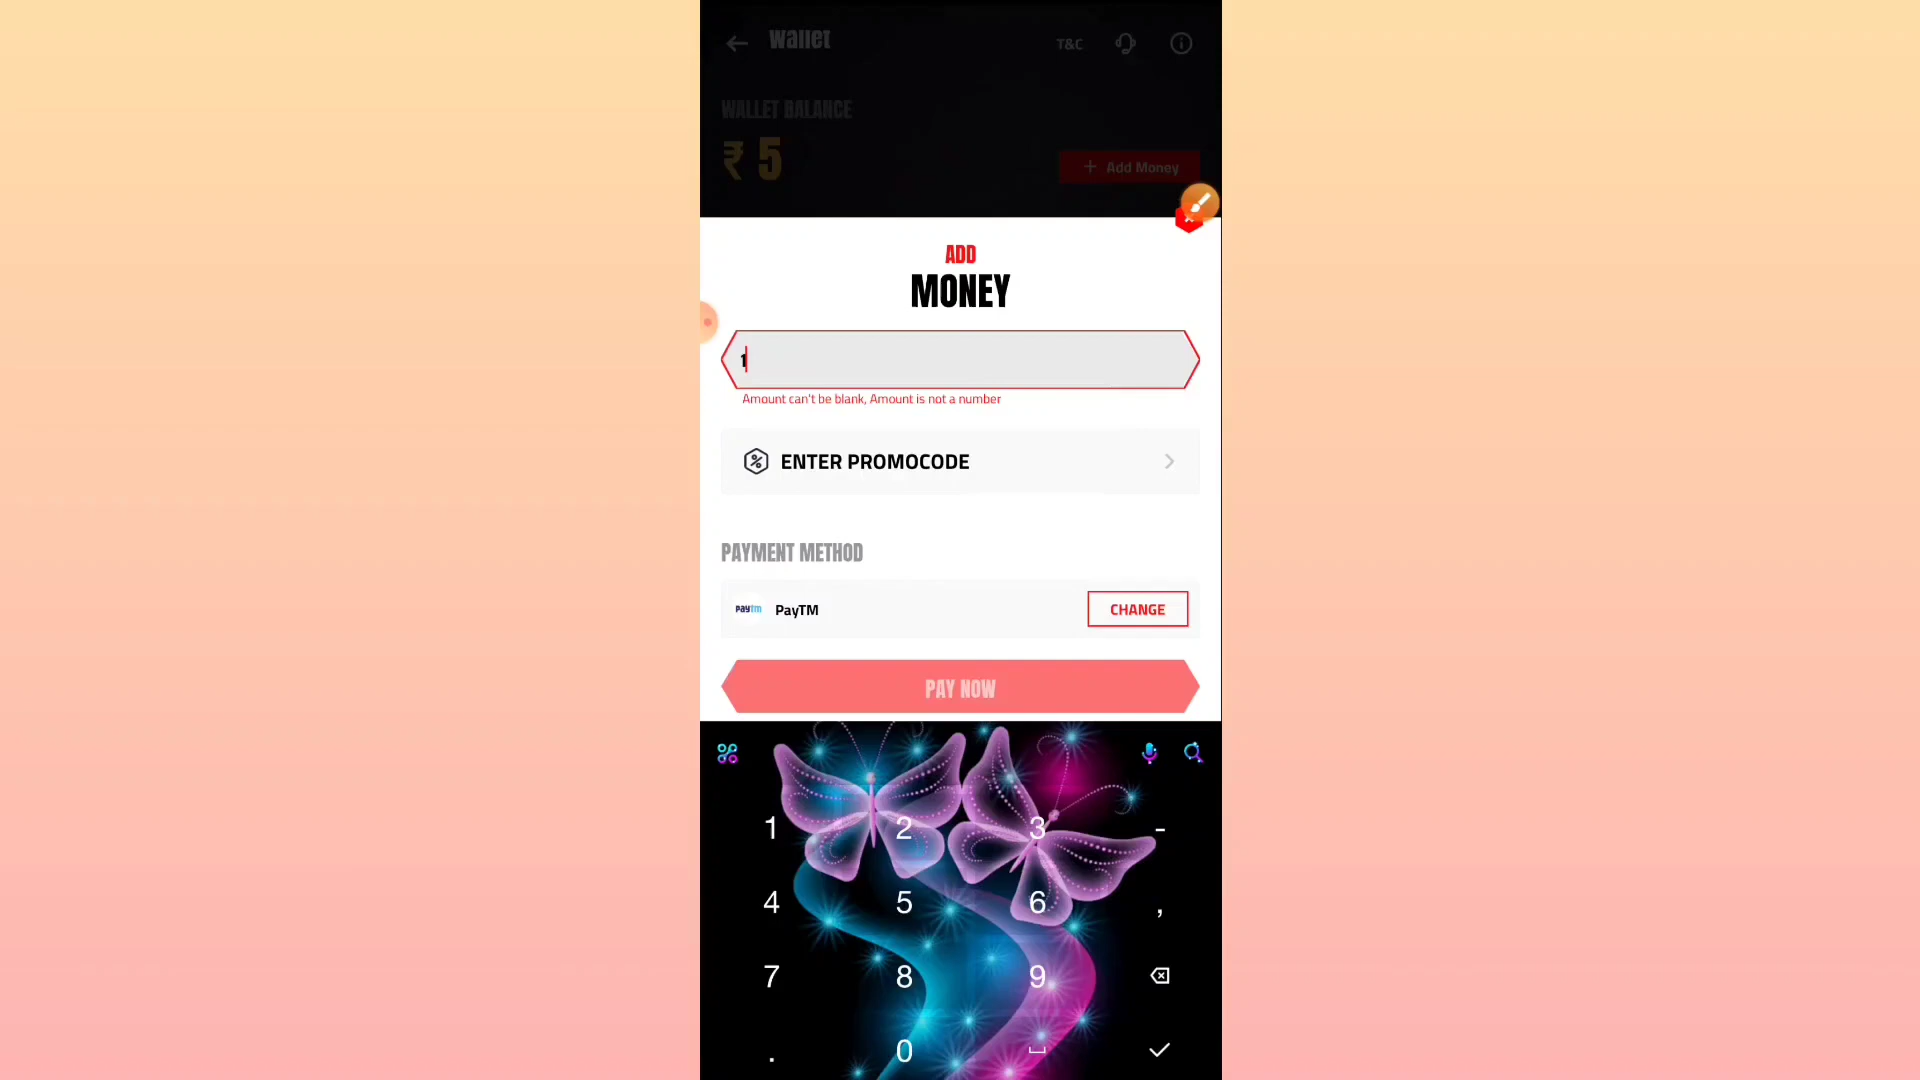 Wallet
T&C
WALLET BALANCE
₹ 5
+ Add Money
ADD
MONEY
1
Amount can't be blank, Amount is not a number
ENTER PROMOCODE
PAYMENT METHOD
paytm PayTM
CHANGE
PAY NOW
1 2 3 -
4 5 6 ,
7 8 9
. 0